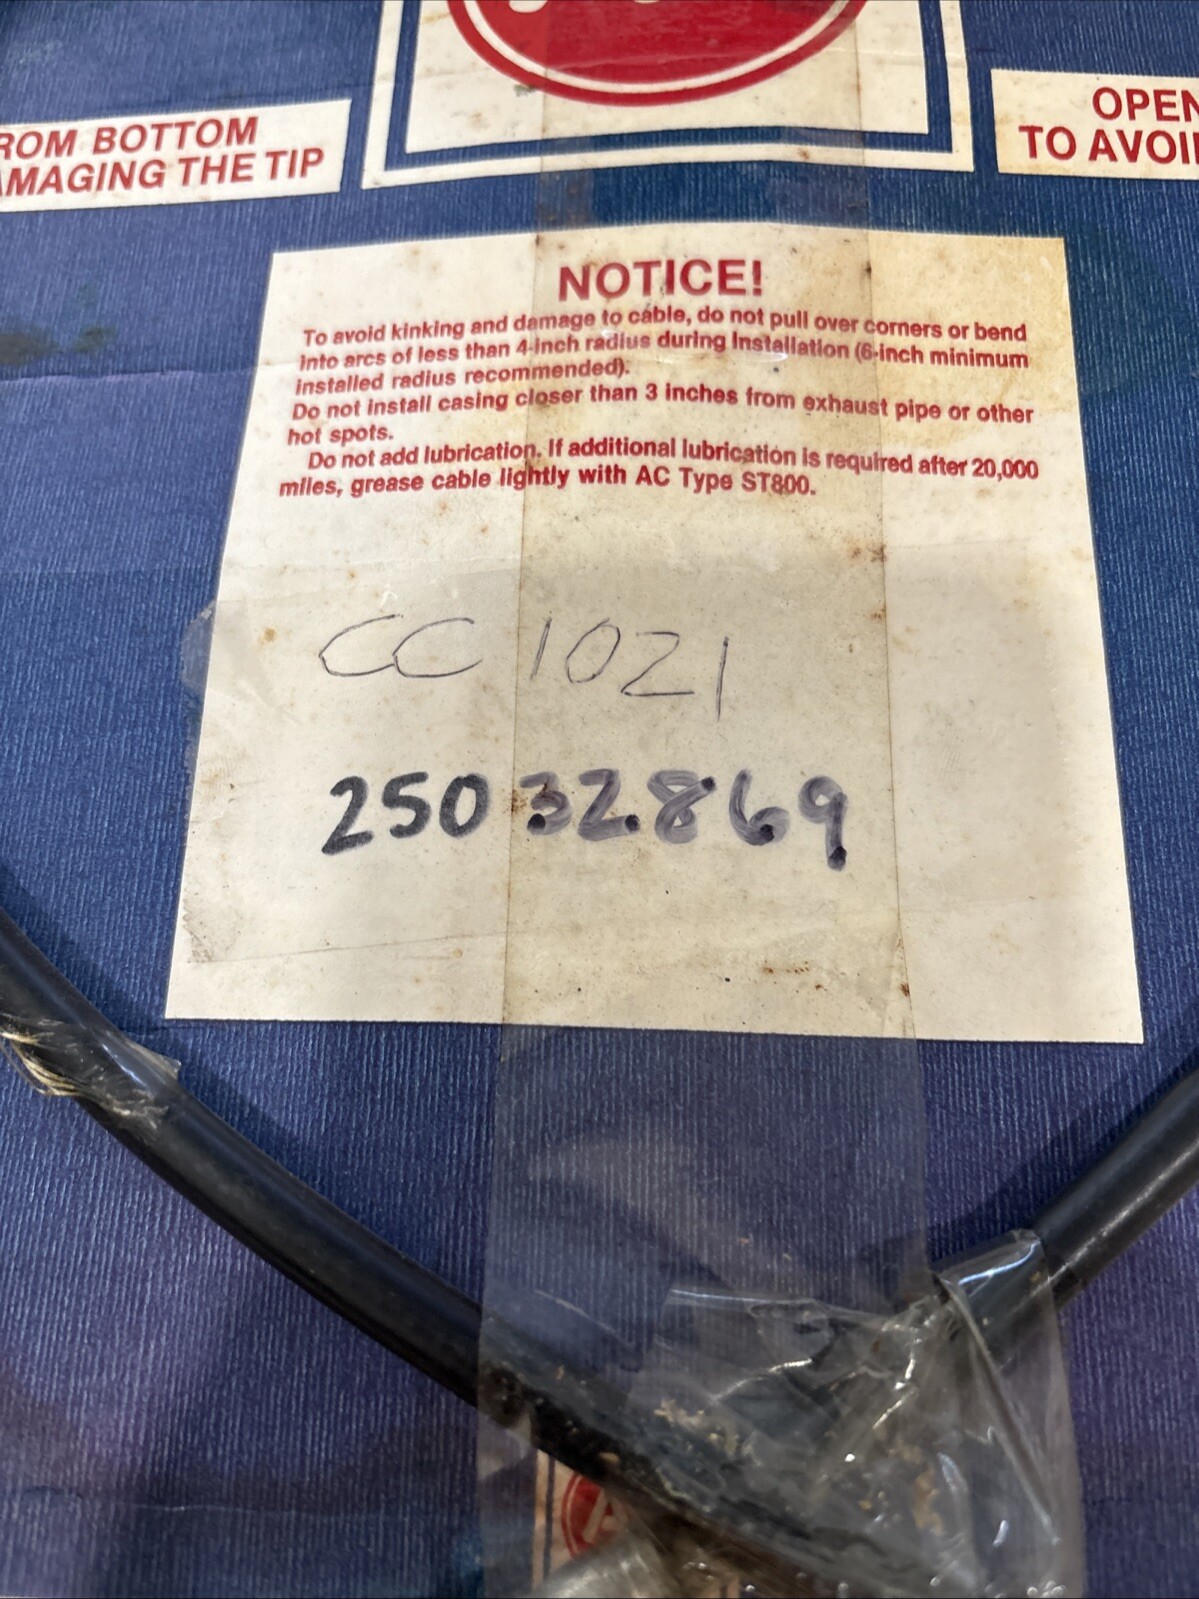 ROM BOTTOM
AMAGING THE TIP
OPEN
TO AVOI
NOTICE!
To avoid kinking and damage to cable, do not pull over corners or bend
into arcs of less than 4-inch radius during Installation (6-inch minimum
installed radius recommended).
Do not install casing closer than 3 inches from exhaust pipe or other
hot spots.
Do not add lubrication. If additional lubrication is required after 20,000
miles, grease cable lightly with AC Type ST800.
CC 1021
25032869